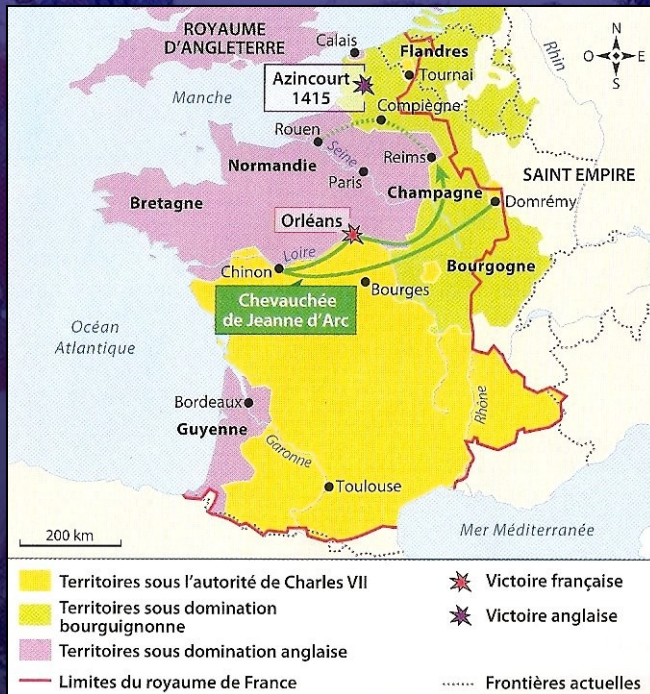 ROYAUME
D'ANGLETERRE
Calais
Flandres
Rhin
N
O
E
S
Azincourt
1415
Tournai
Manche
Compiègne
Rouen
Seine
Reims
Normandie
Paris
SAINT EMPIRE
Champagne
Bretagne
Domrémy
Orléans
Loire
Chinon
Bourgogne
Bourges
Chevauchée
de Jeanne d'Arc
Océan
Atlantique
Bordeaux
Rhône
Guyenne
Garonne
Toulouse
Mer Méditerranée
200 km
Territoires sous l'autorité de Charles VII
Territoires sous domination
bourguignonne
Territoires sous domination anglaise
Limites du royaume de France
Victoire française
Victoire anglaise
Frontières actuelles